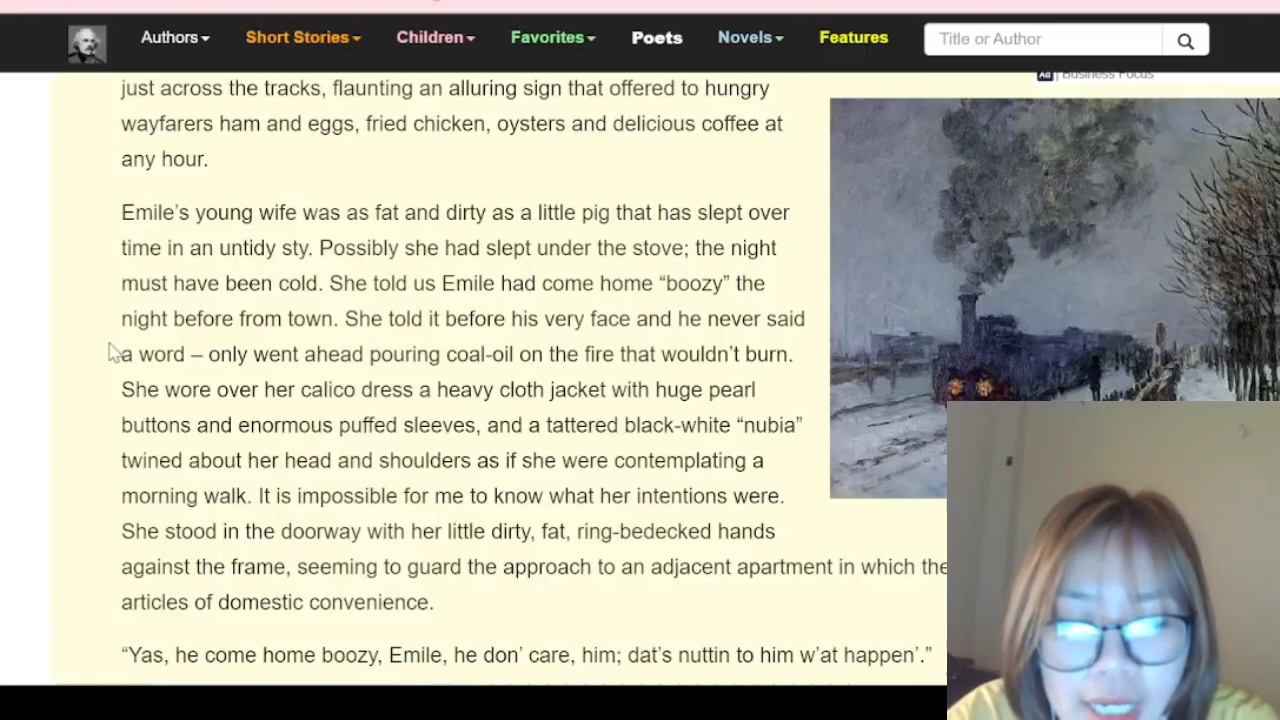 Authors
Short Stories
Children
Favorites
Poets
Novels
Features
Title or Author
Ad | Business Focus
just across the tracks, flaunting an alluring sign that offered to hungry
wayfarers ham and eggs, fried chicken, oysters and delicious coffee at
any hour.
Emile’s young wife was as fat and dirty as a little pig that has slept over
time in an untidy sty. Possibly she had slept under the stove; the night
must have been cold. She told us Emile had come home “boozy” the
night before from town. She told it before his very face and he never said
a word – only went ahead pouring coal-oil on the fire that wouldn’t burn.
She wore over her calico dress a heavy cloth jacket with huge pearl
buttons and enormous puffed sleeves, and a tattered black-white “nubia”
twined about her head and shoulders as if she were contemplating a
morning walk. It is impossible for me to know what her intentions were.
She stood in the doorway with her little dirty, fat, ring-bedecked hands
against the frame, seeming to guard the approach to an adjacent apartment in which the
articles of domestic convenience.
“Yas, he come home boozy, Emile, he don’ care, him; dat’s nuttin to him w’at happen’.”